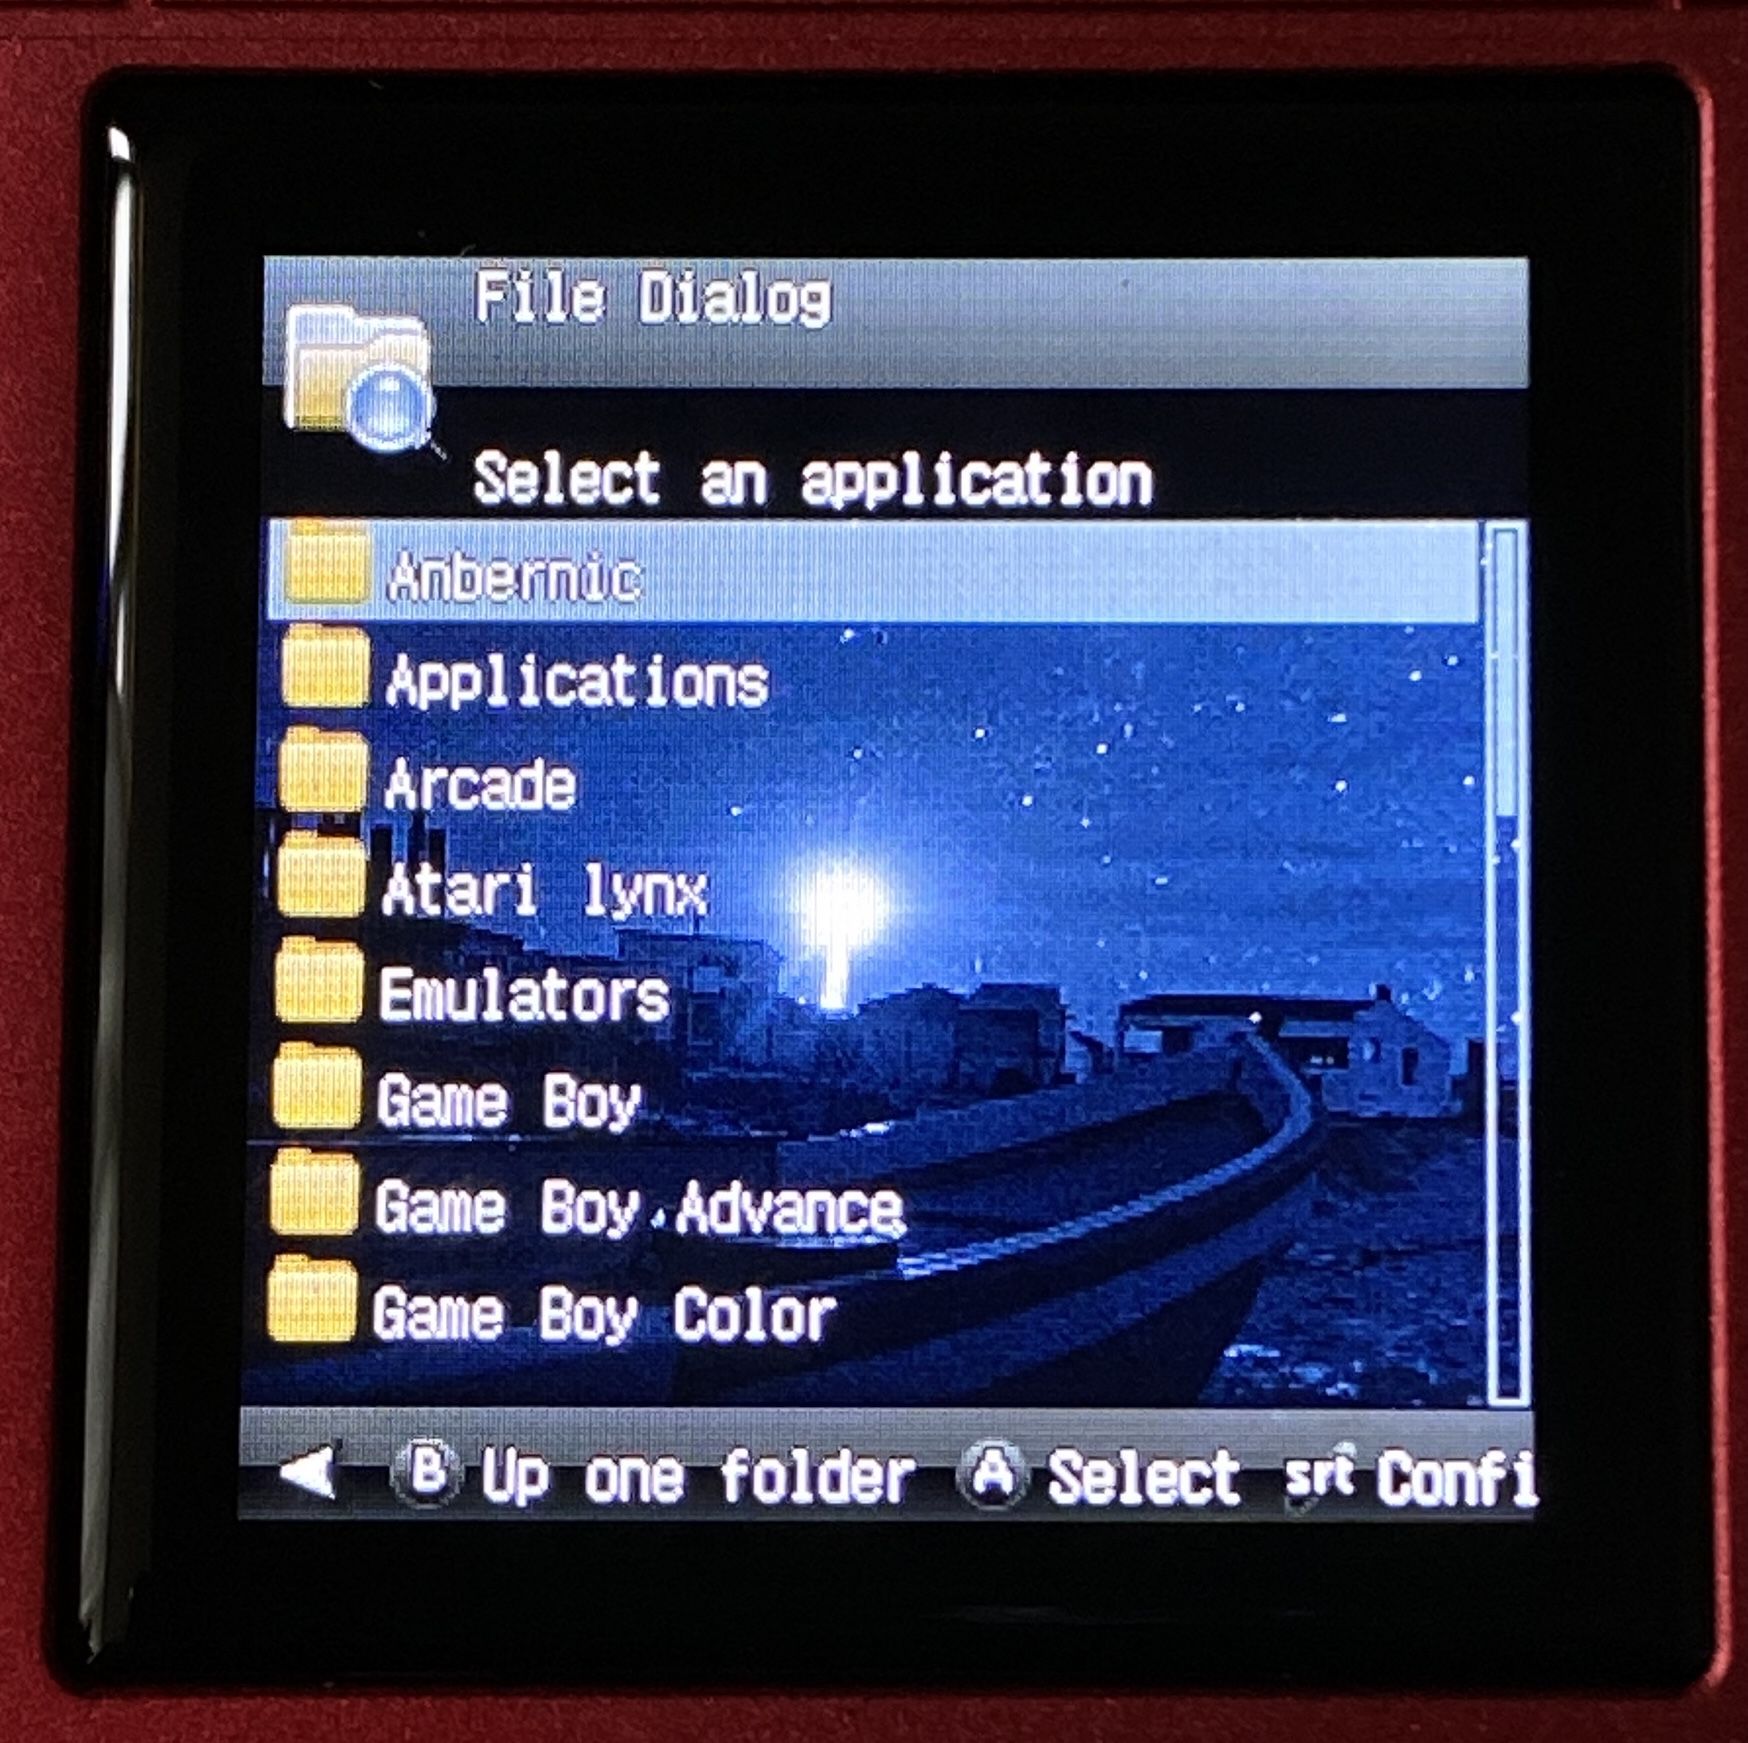 File Dialog
Select an application
Anbernic
Applications
Arcade
Atari lynx
Emulators
Game Boy
Game Boy Advance
Game Boy Color
B Up one folder A Select srt Confi